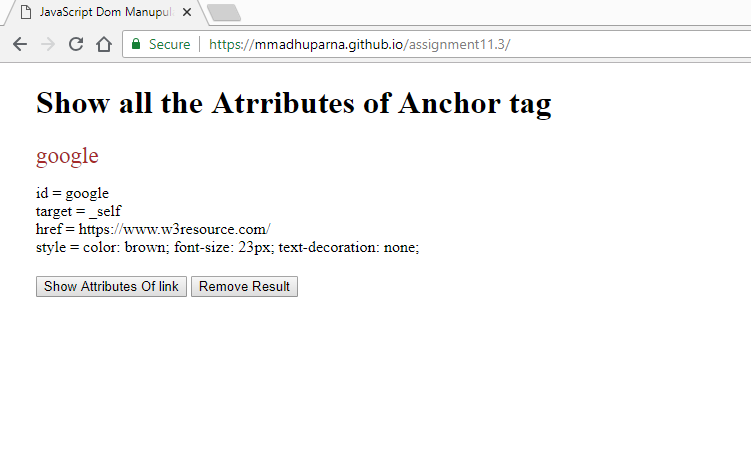 JavaScript Dom Manupul
Secure https://mmadhuparna.github.io/assignment11.3/
Show all the Atrributes of Anchor tag
google
id = google
target = _self
href = https://www.w3resource.com/
style = color: brown; font-size: 23px; text-decoration: none;
Show Attributes Of link Remove Result